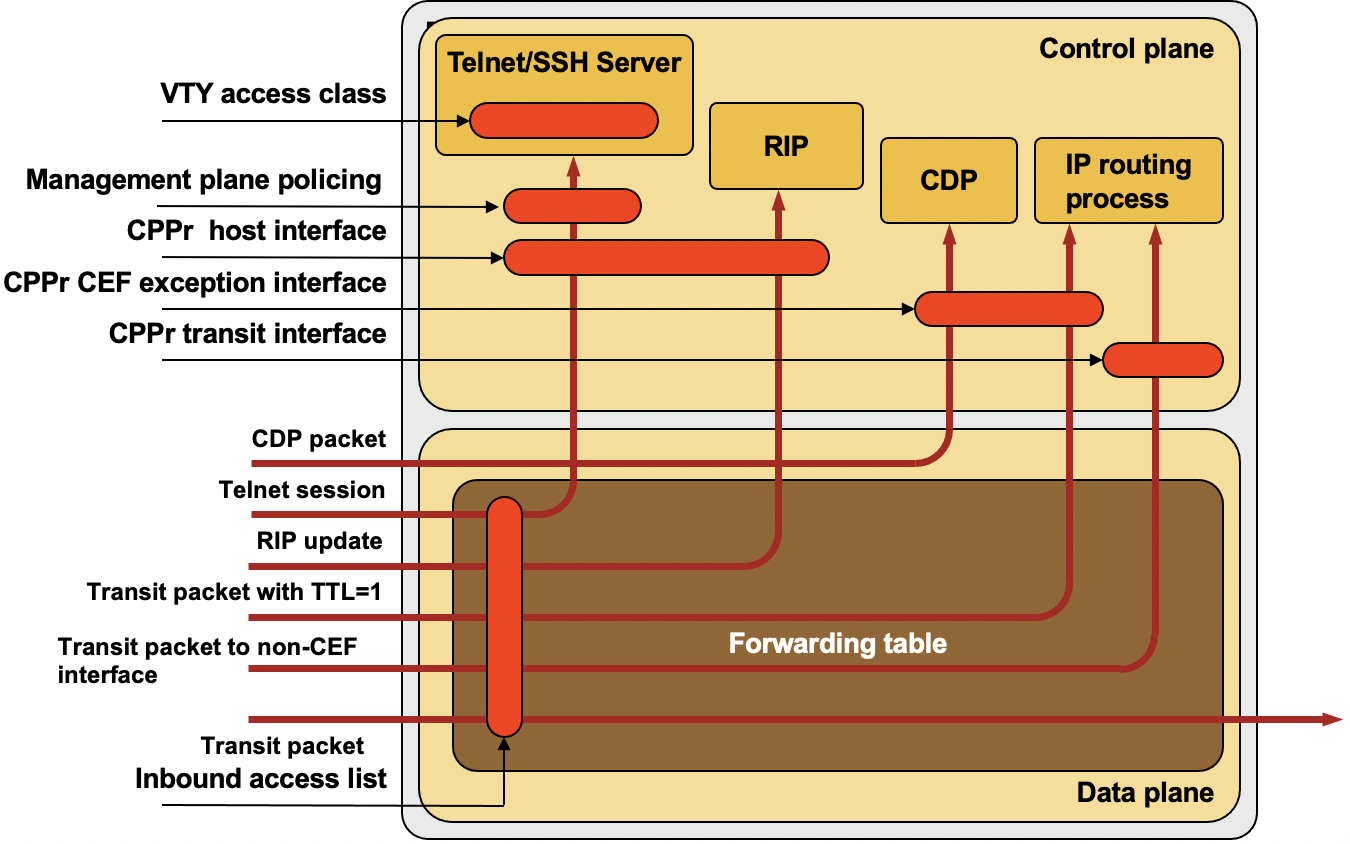 Control plane
Telnet/SSH Server
VTY access class
RIP
CDP
IP routing
process
Management plane policing
CPPr host interface
CPPr CEF exception interface
CPPr transit interface
CDP packet
Telnet session
RIP update
Transit packet with TTL=1
Transit packet to non-CEF
interface
Forwarding table
Transit packet
Inbound access list
Data plane